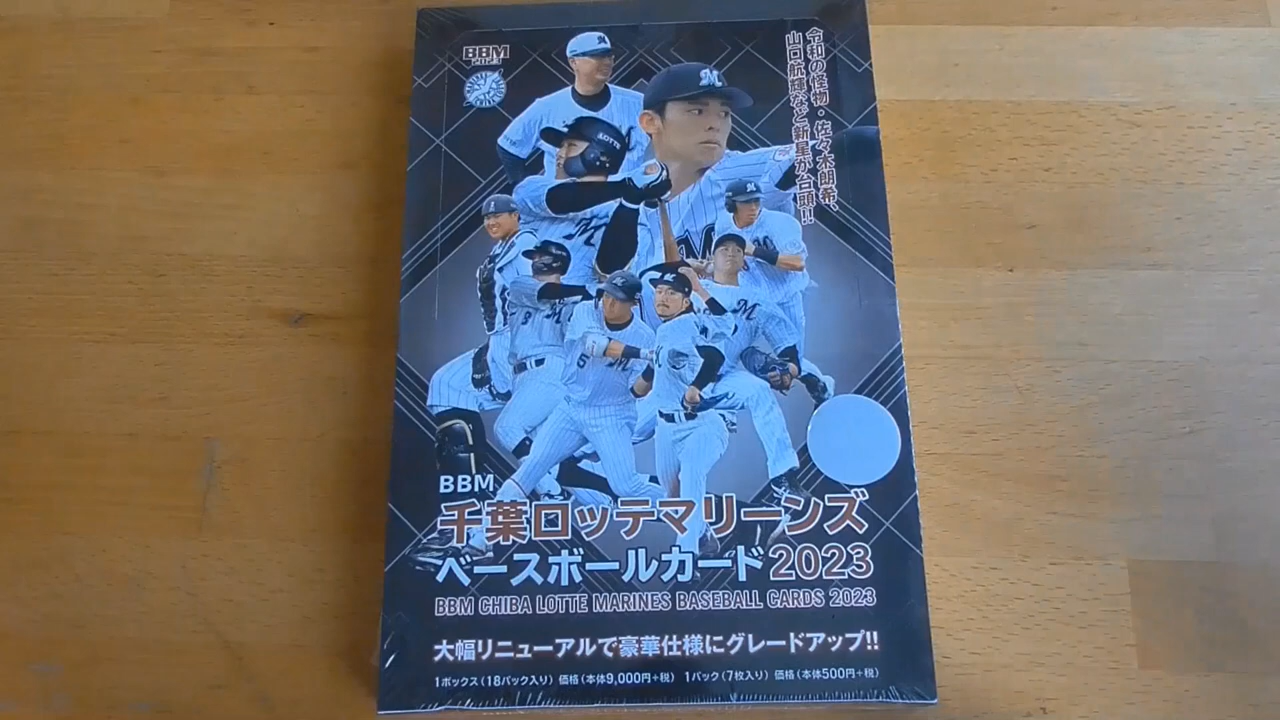 BBM
2023
令和の怪物・佐々木朗希、
山口航輝など新星が台頭!!
M
LOTTE
M
M
M
3
5
BBM
千葉ロッテマリーンズ
ベースボールカード2023
BBM CHIBA LOTTE MARINES BASEBALL CARDS 2023
大幅リニューアルで豪華仕様にグレードアップ!!
1ボックス(18パック入り) 価格(本体9,000円+税) 1パック(7枚入り) 価格(本体500円+税)